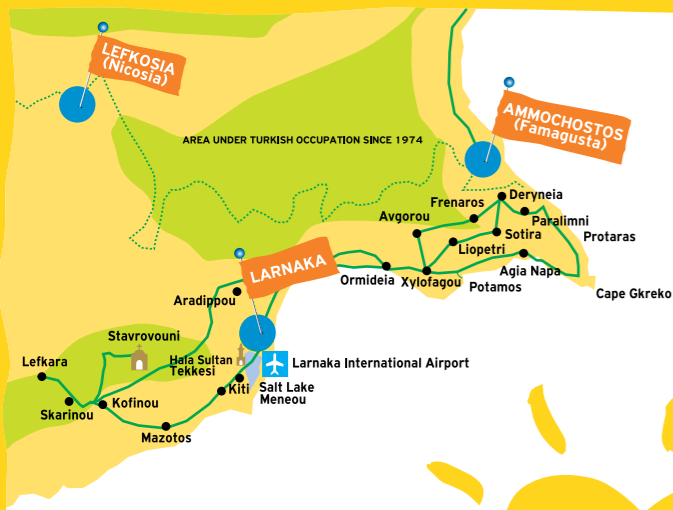 LEFKOSIA
(Nicosia)
AMMOCHOSTOS
(Famagusta)
AREA UNDER TURKISH OCCUPATION SINCE 1974
Deryneia
Frenaros
Avgorou
Paralimni
Protaras
Sotira
Liopetri
LARNAKA
Agia Napa
Ormideia
Xylofagou
Potamos
Cape Gkreko
Aradippou
Stavrovouni
Lefkara
Hala Sultan
Tekkesi
Larnaka International Airport
Kiti
Salt Lake
Meneou
Skarinou
Kofinou
Mazotos